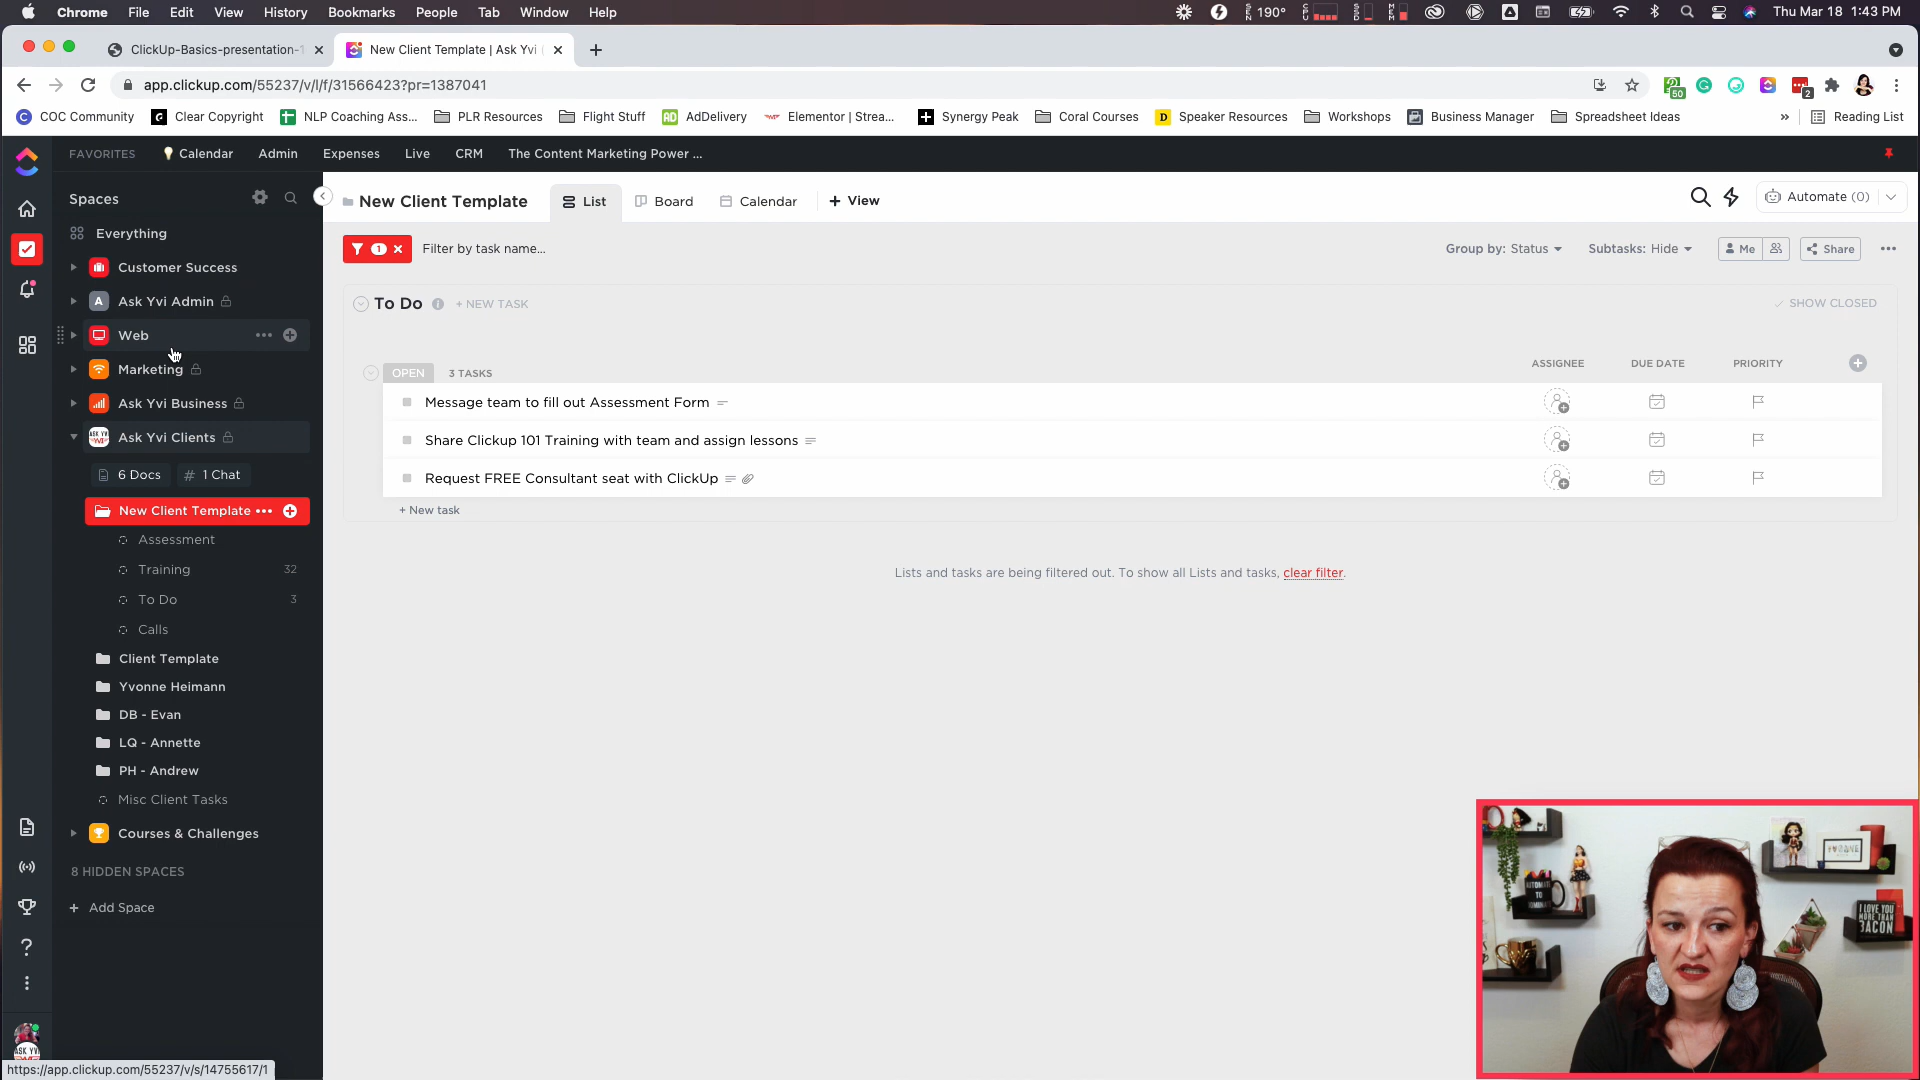 Chrome File Edit View History Bookmarks People Tab Window Help
190° Thu Mar 18 1:43 PM
ClickUp-Basics-presentation-
New Client Template | Ask Yvi
app.clickup.com/55237/v/l/f/31566423?pr=1387041
50
2
COC Community
Clear Copyright
NLP Coaching Ass...
PLR Resources
Flight Stuff
AdDelivery
Elementor | Strea...
Synergy Peak
Coral Courses
Speaker Resources
Workshops
Business Manager
Spreadsheet Ideas
»
Reading List
FAVORITES Calendar Admin Expenses Live CRM The Content Marketing Power ...
Spaces
Everything
Customer Success
A Ask Yvi Admin
Web
Marketing
Ask Yvi Business
Ask Yvi Clients
6 Docs # 1 Chat
New Client Template
Assessment
Training 32
To Do 3
Calls
Client Template
Yvonne Heimann
DB - Evan
LQ - Annette
PH - Andrew
Misc Client Tasks
Courses & Challenges
8 HIDDEN SPACES
+ Add Space
https://app.clickup.com/55237/v/s/14755617/1
New Client Template List Board Calendar + View
Automate (0)
1 Filter by task name...
Group by: Status Subtasks: Hide Me Share
To Do + NEW TASK SHOW CLOSED
OPEN 3 TASKS ASSIGNEE DUE DATE PRIORITY
Message team to fill out Assessment Form
Share Clickup 101 Training with team and assign lessons
Request FREE Consultant seat with ClickUp
+ New task
Lists and tasks are being filtered out. To show all Lists and tasks, clear filter.
AUTOMATE
TO
I LOVE YOU
MORE THAN
BACON